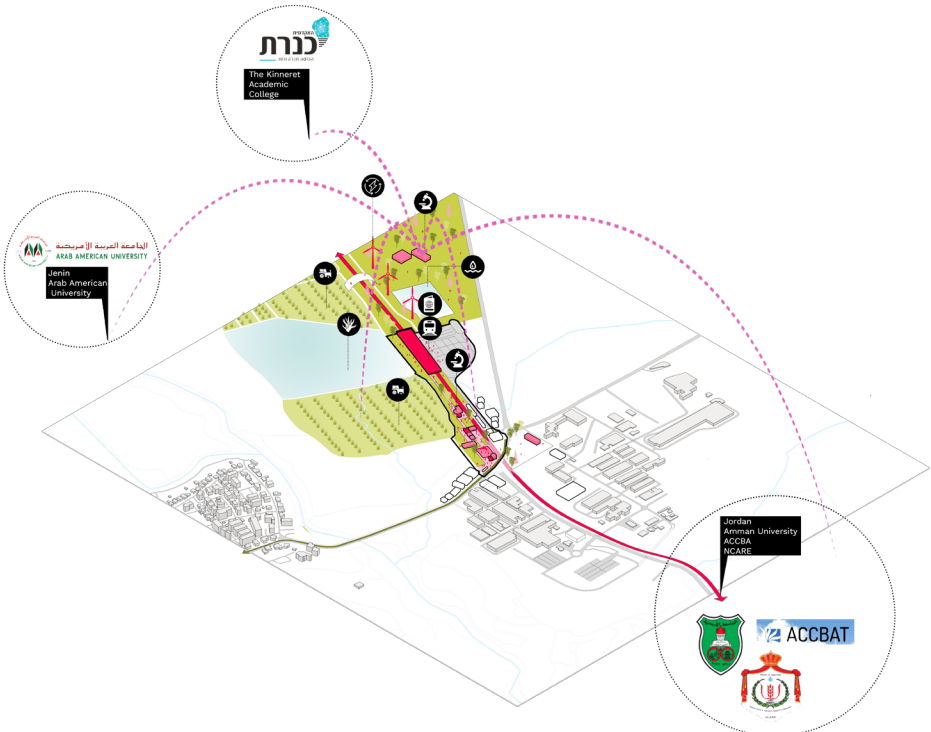 האקדמית
כנרת
The Kinneret
Academic
College
الجامعة العربية الأمريكية
ARAB AMERICAN UNIVERSITY
Jenin
Arab American
University
Jordan
Amman University
ACCBA
NCARE
ACCBAT